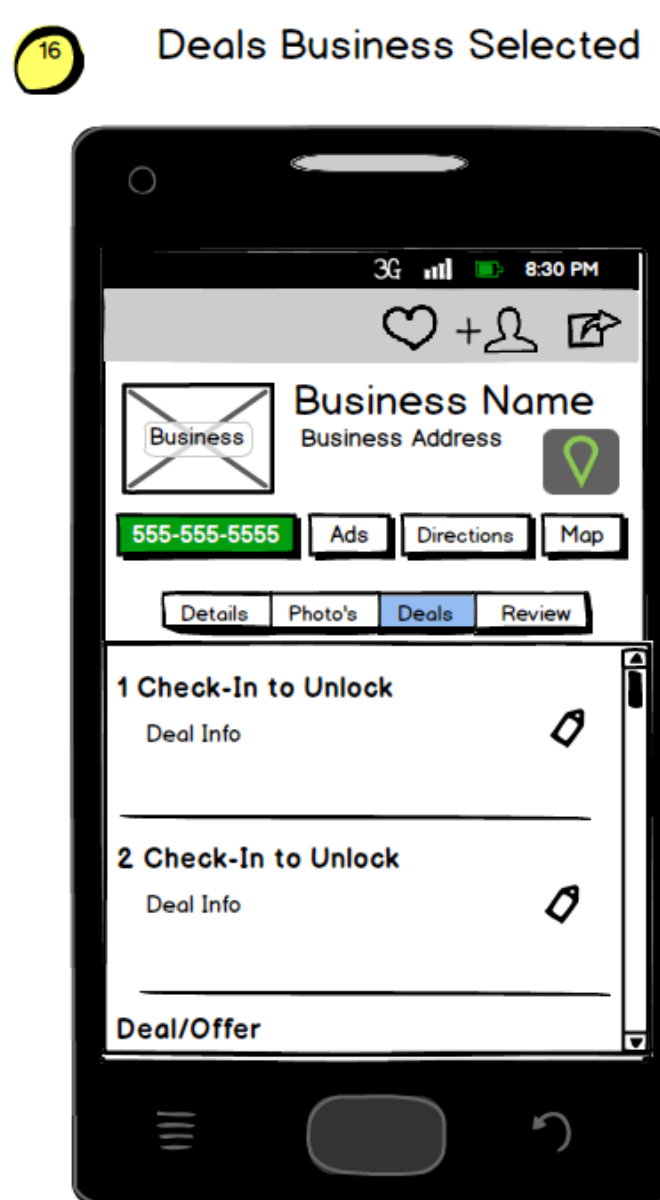 16
Deals Business Selected
3G 8:30 PM
Business
Business Name
Business Address
555-555-5555 Ads Directions Map
Details Photo's Deals Review
1 Check-In to Unlock
Deal Info
2 Check-In to Unlock
Deal Info
Deal/Offer